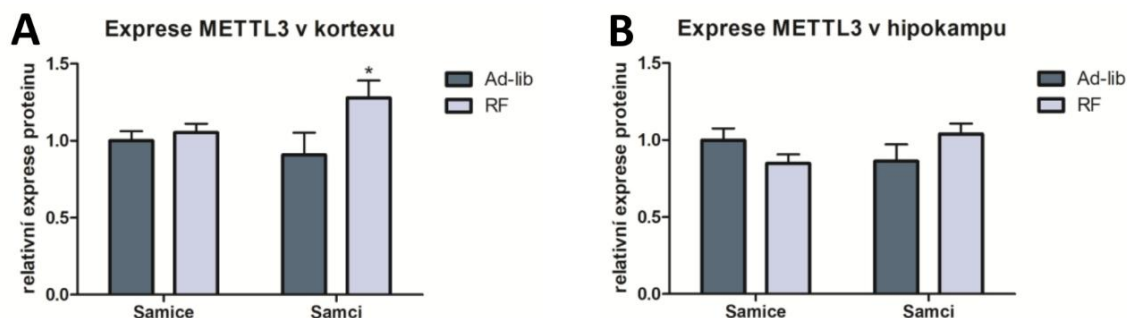 A
Exprese METTL3 v kortexu
relativní exprese proteinu
1.5
1.0
0.5
0.0
*
Samice
Samci
Ad-lib
RF
B
Exprese METTL3 v hipokampu
relativní exprese proteinu
1.5
1.0
0.5
0.0
Samice
Samci
Ad-lib
RF